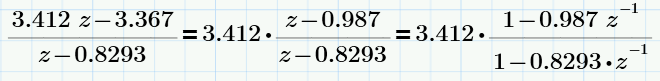 (3.412 z − 3.367)/(z − 0.8293) = 3.412 • (z − 0.987)/(z − 0.8293) = 3.412 • (1 − 0.987 z⁻¹)/(1 − 0.8293 • z⁻¹)